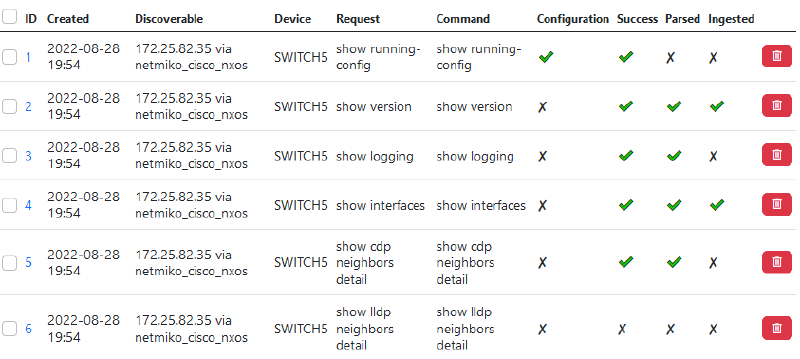 ID Created Discoverable Device Request Command Configuration Success Parsed Ingested
1 2022-08-28 19:54 172.25.82.35 via netmiko_cisco_nxos SWITCH5 show running-config show running-config ✓ ✓ ✗ ✗
2 2022-08-28 19:54 172.25.82.35 via netmiko_cisco_nxos SWITCH5 show version show version ✗ ✓ ✓ ✓
3 2022-08-28 19:54 172.25.82.35 via netmiko_cisco_nxos SWITCH5 show logging show logging ✗ ✓ ✓ ✗
4 2022-08-28 19:54 172.25.82.35 via netmiko_cisco_nxos SWITCH5 show interfaces show interfaces ✗ ✓ ✓ ✓
5 2022-08-28 19:54 172.25.82.35 via netmiko_cisco_nxos SWITCH5 show cdp neighbors detail show cdp neighbors detail ✗ ✓ ✓ ✗
6 2022-08-28 19:54 172.25.82.35 via netmiko_cisco_nxos SWITCH5 show lldp neighbors detail show lldp neighbors detail ✗ ✗ ✗ ✗